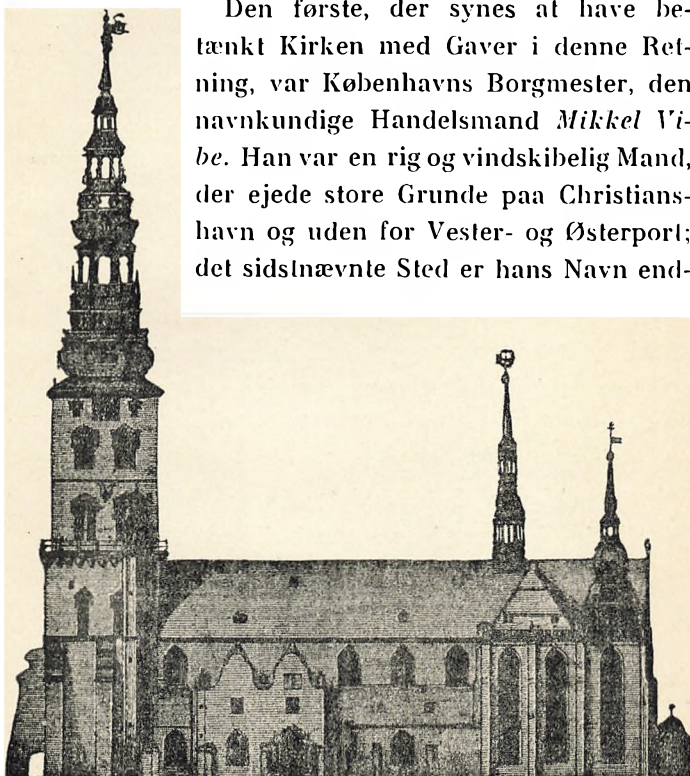 Den første, der synes at have be-
tænkt Kirken med Gaver i denne Ret-
ning, var Københavns Borgmester, den
navnkundige Handelsmand Mikkel Vi-
be. Han var en rig og vindskibelig Mand,
der ejede store Grunde paa Christians-
havn og uden for Vester- og Østerport;
det sidstnævnte Sted er hans Navn end-